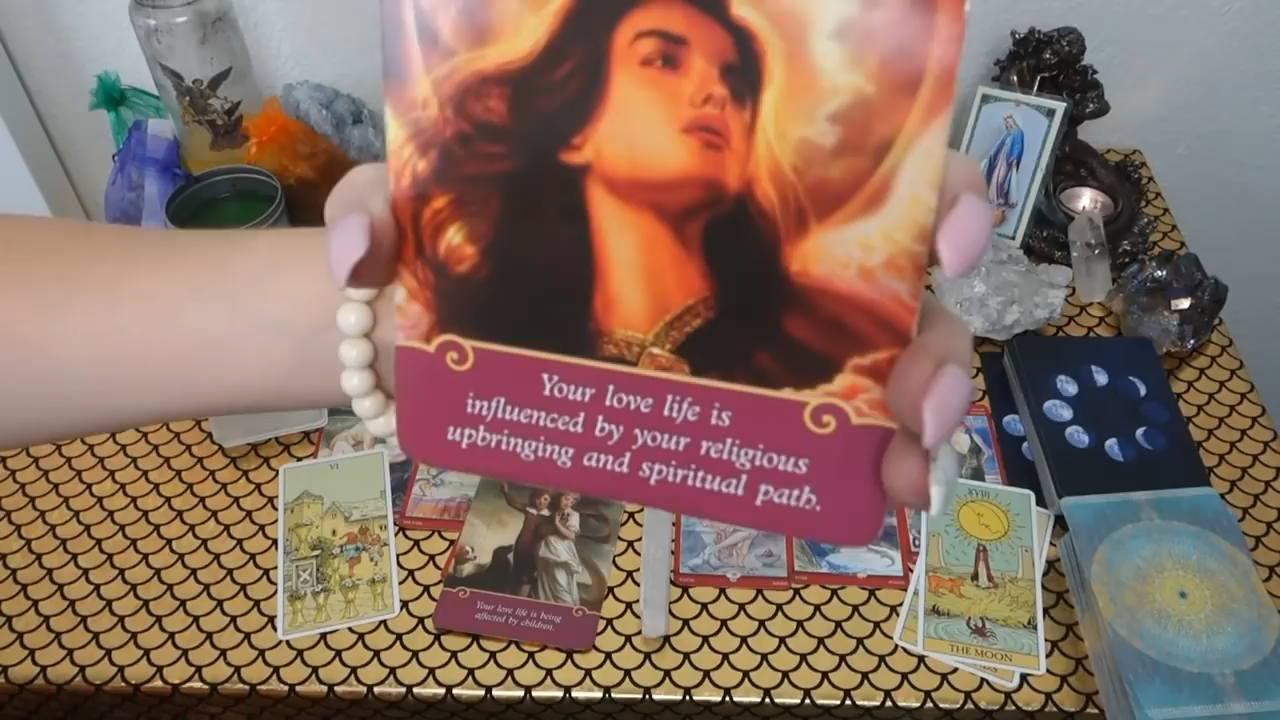 Your love life is
influenced by your religious
upbringing and spiritual path.
VI
Your love life is being
affected by children.
XVIII
THE MOON